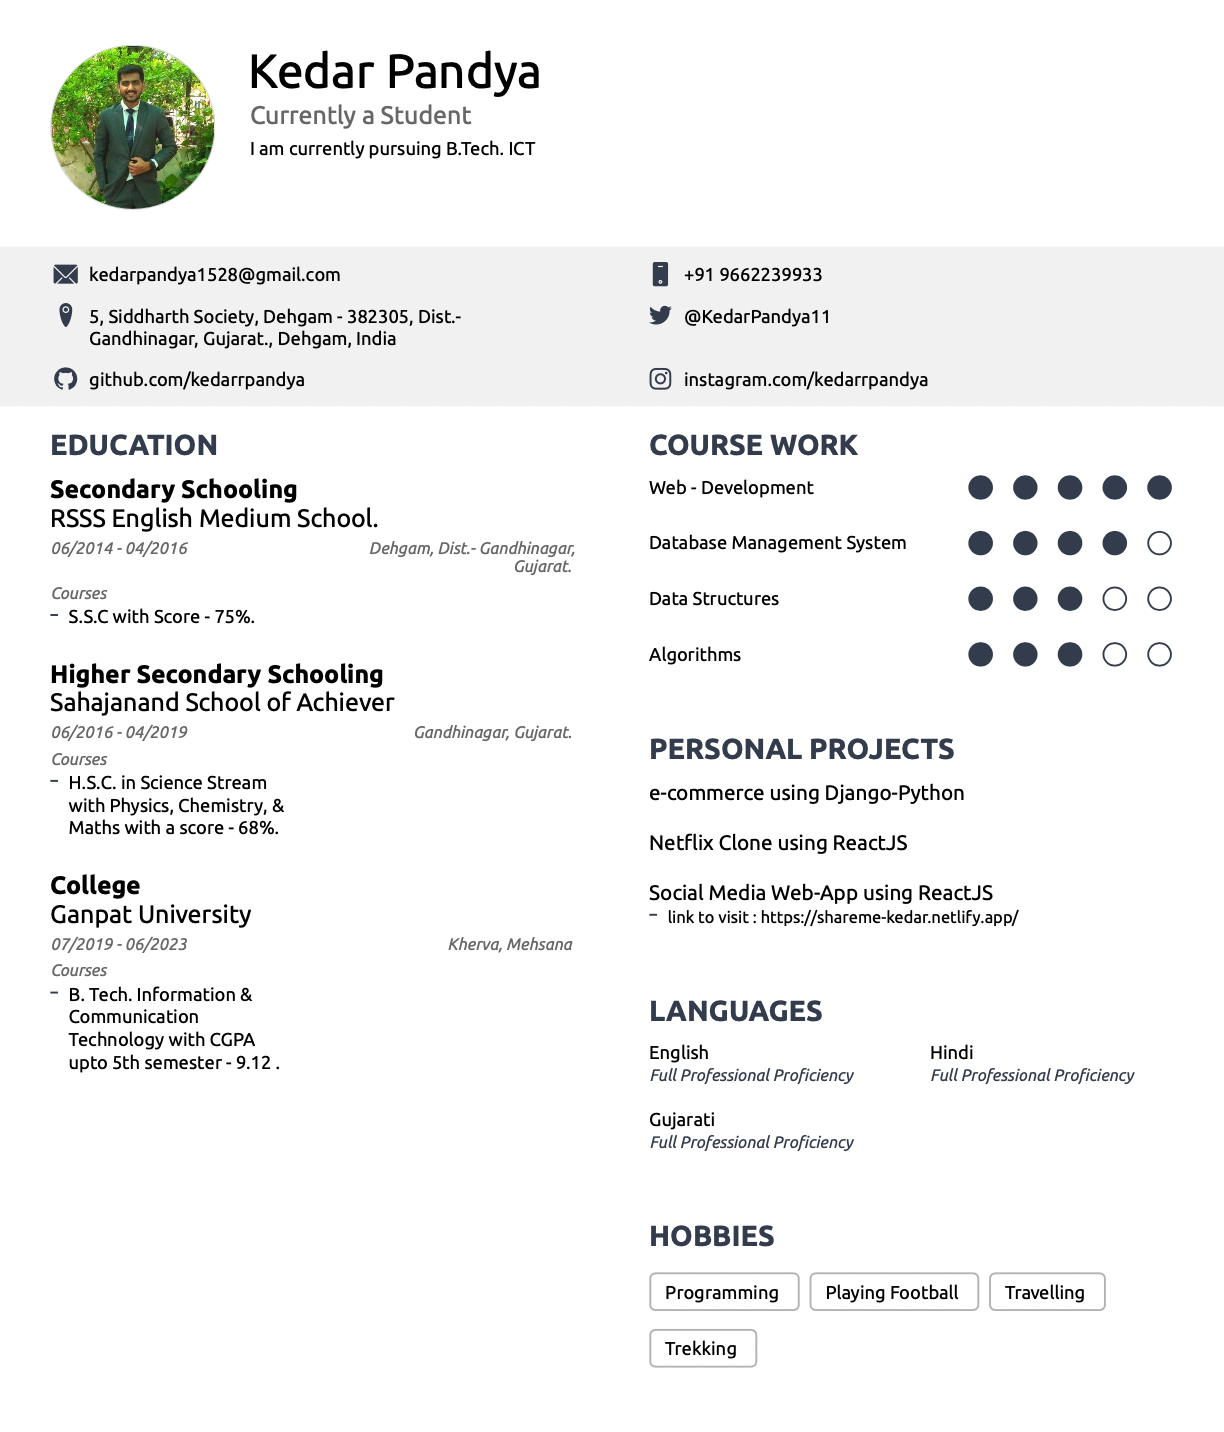 Kedar Pandya
Currently a Student
I am currently pursuing B.Tech. ICT
kedarpandya1528@gmail.com
+91 9662239933
5, Siddharth Society, Dehgam - 382305, Dist.-
Gandhinagar, Gujarat., Dehgam, India
@KedarPandya11
github.com/kedarrpandya
instagram.com/kedarrpandya
EDUCATION
Secondary Schooling
RSSS English Medium School.
06/2014 - 04/2016
Dehgam, Dist.- Gandhinagar,
Gujarat.
Courses
– S.S.C with Score - 75%.
Higher Secondary Schooling
Sahajanand School of Achiever
06/2016 - 04/2019
Gandhinagar, Gujarat.
Courses
– H.S.C. in Science Stream
with Physics, Chemistry, &
Maths with a score - 68%.
College
Ganpat University
07/2019 - 06/2023
Kherva, Mehsana
Courses
– B. Tech. Information &
Communication
Technology with CGPA
upto 5th semester - 9.12 .
COURSE WORK
Web - Development
Database Management System
Data Structures
Algorithms
PERSONAL PROJECTS
e-commerce using Django-Python
Netflix Clone using ReactJS
Social Media Web-App using ReactJS
– link to visit : https://shareme-kedar.netlify.app/
LANGUAGES
English
Full Professional Proficiency
Hindi
Full Professional Proficiency
Gujarati
Full Professional Proficiency
HOBBIES
Programming
Playing Football
Travelling
Trekking